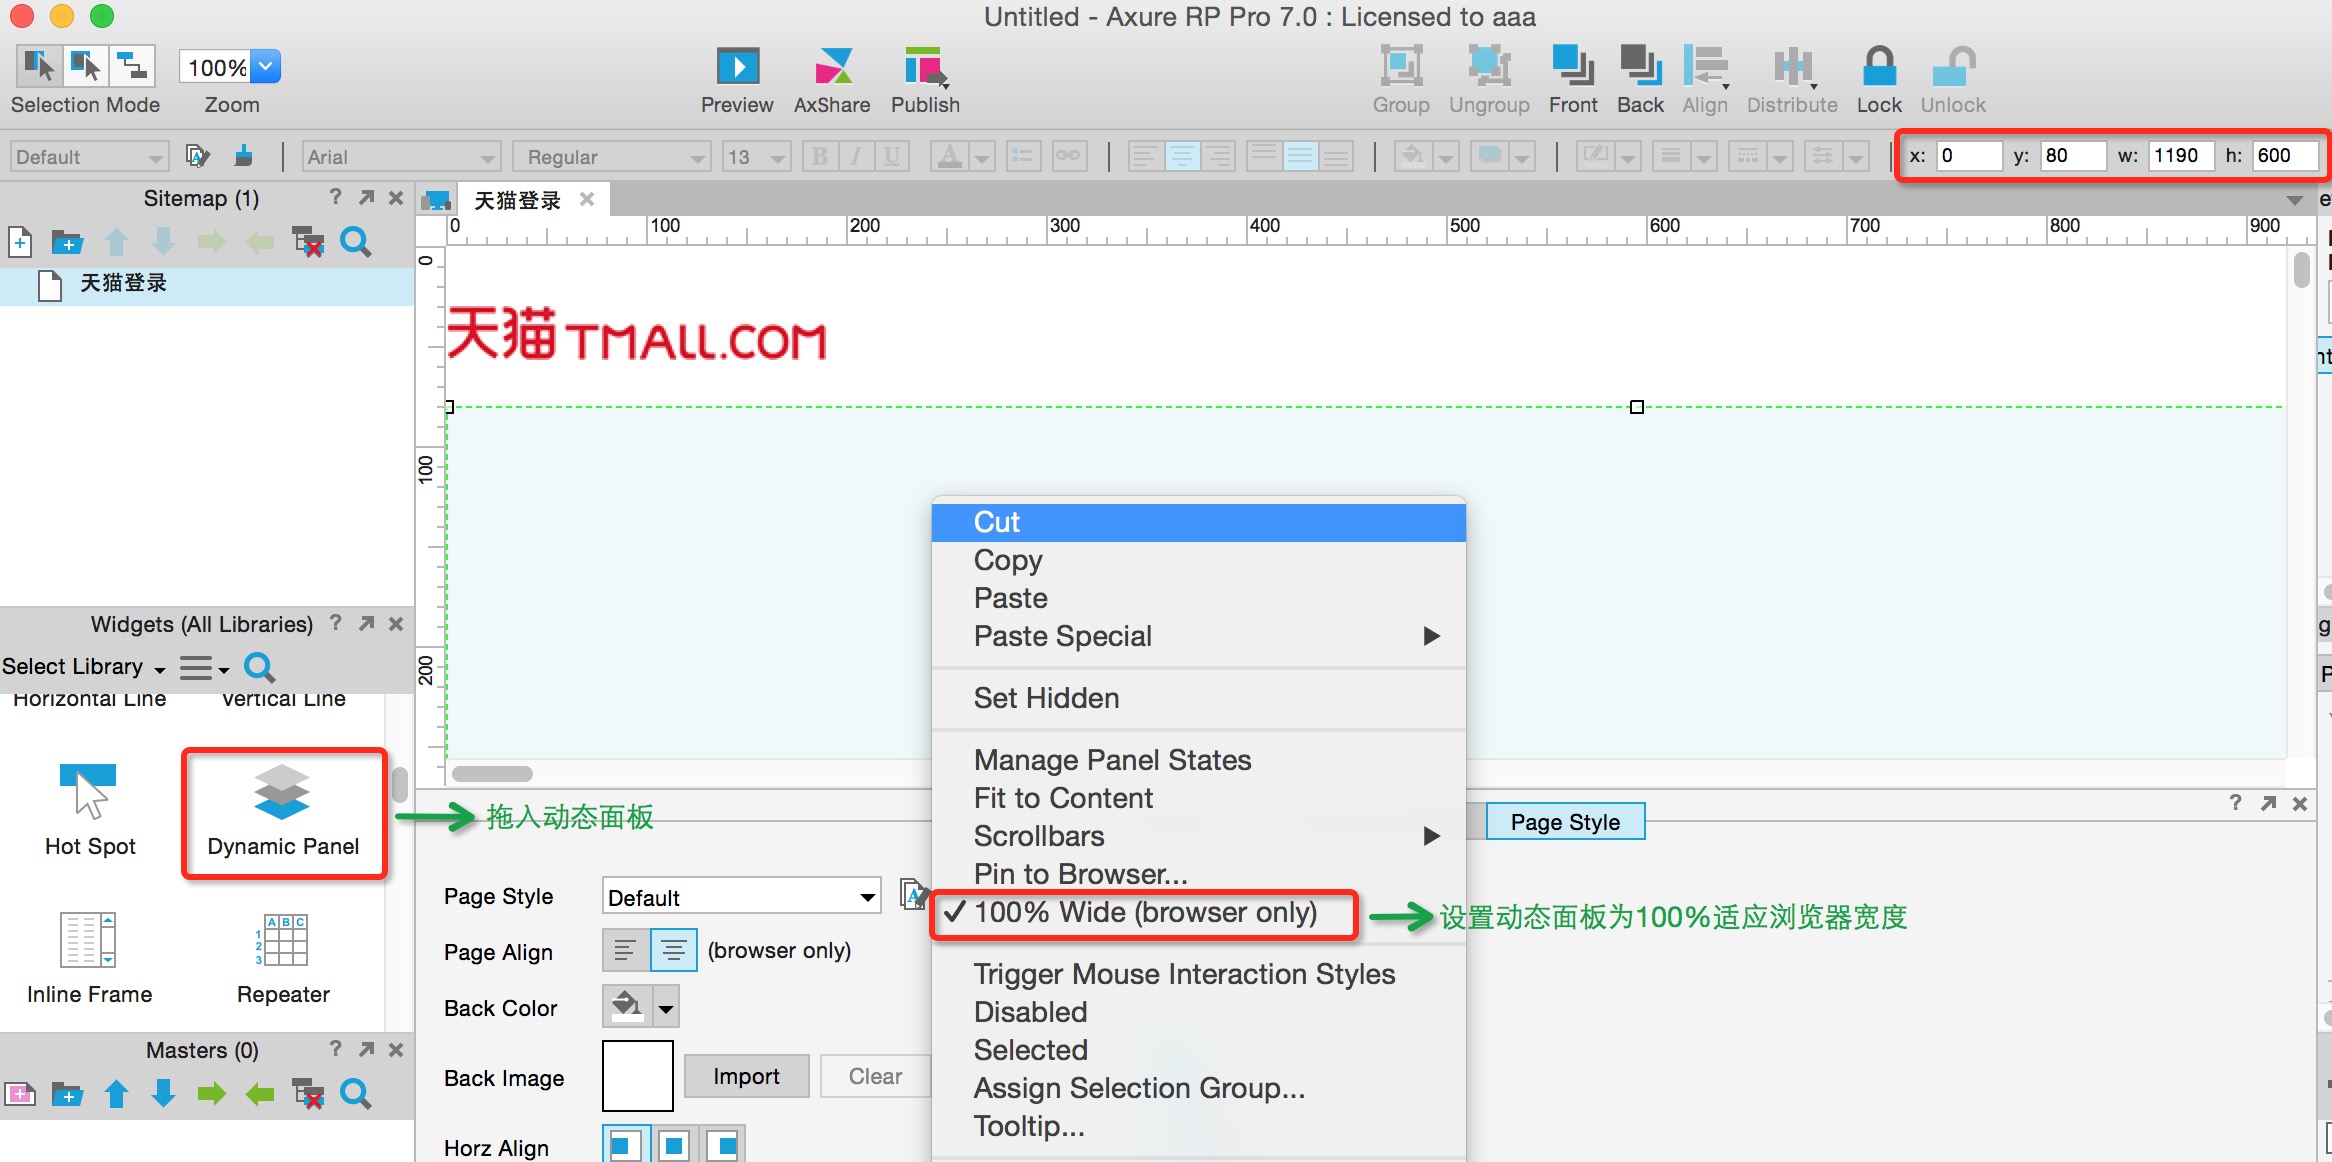 Untitled - Axure RP Pro 7.0 : Licensed to aaa
100%
Selection Mode
Zoom
Preview
AxShare
Publish
Group
Ungroup
Front
Back
Align
Distribute
Lock
Unlock
Default
Arial
Regular
13
B
I
U
x: 0
y: 80
w: 1190
h: 600
Sitemap (1)
天猫登录
0
100
200
300
400
500
600
700
800
900
天猫登录
0
100
200
天猫 TMALL.COM
Widgets (All Libraries)
Select Library
Horizontal Line
Vertical Line
Hot Spot
Dynamic Panel
拖入动态面板
Inline Frame
Repeater
Masters (0)
Cut
Copy
Paste
Paste Special
Set Hidden
Manage Panel States
Fit to Content
Scrollbars
Pin to Browser...
100% Wide (browser only)
设置动态面板为100%适应浏览器宽度
Trigger Mouse Interaction Styles
Disabled
Selected
Assign Selection Group...
Tooltip...
Page Style
Page Style
Default
Page Align
(browser only)
Back Color
Back Image
Import
Clear
Horz Align